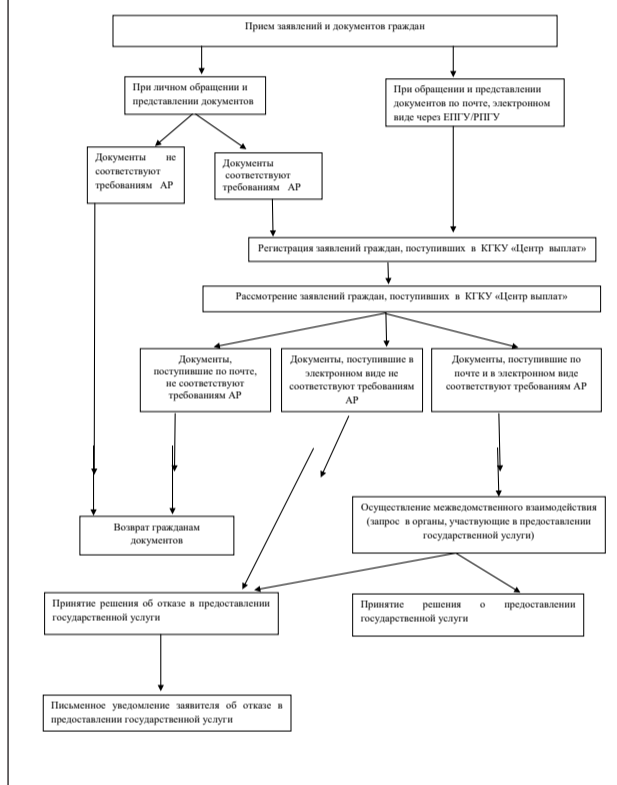 Прием заявлений и документов граждан
При личном обращении и
представлении документов
При обращении и представлении
документов по почте, электронном
виде через ЕПГУ/РПГУ
Документы не
соответствуют
требованиям АР
Документы
соответствуют
требованиям АР
Регистрация заявлений граждан, поступивших в КГКУ «Центр выплат»
Рассмотрение заявлений граждан, поступивших в КГКУ «Центр выплат»
Документы,
поступившие по почте,
не соответствуют
требованиям АР
Документы, поступившие в
электронном виде не
соответствуют требованиям
АР
Документы, поступившие по
почте и в электронном виде
соответствуют требованиям АР
Осуществление межведомственного взаимодействия
(запрос в органы, участвующие в предоставлении
государственной услуги)
Возврат гражданам
документов
Принятие решения об отказе в предоставлении
государственной услуги
Принятие решения о предоставлении
государственной услуги
Письменное уведомление заявителя об отказе в
предоставлении государственной услуги